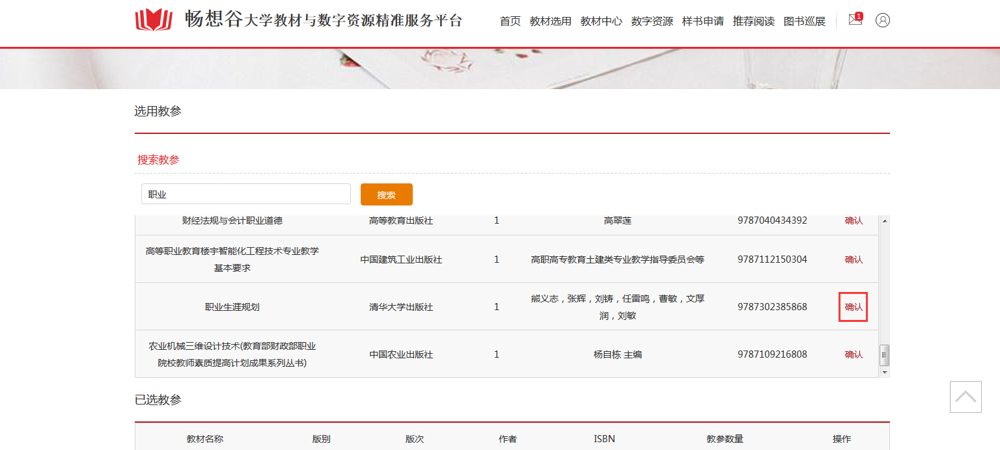 畅想谷大学教材与数字资源精准服务平台
首页 教材选用 教材中心 数字资源 样书申请 推荐阅读 图书巡展 1
选用教参
搜索教参
职业 搜索
财经法规与会计职业道德 高等教育出版社 1 高翠莲 9787040434392 确认
高等职业教育楼宇智能化工程技术专业教学
基本要求 中国建筑工业出版社 1 高职高专教育土建类专业教学指导委员会等 9787112150304 确认
职业生涯规划 清华大学出版社 1 能义志，张辉，刘铸，任雷鸣，曹敏，文厚
润，刘敏 9787302385868 确认
农业机械三维设计技术(教育部财政部职业
院校教师素质提高计划成果系列丛书) 中国农业出版社 1 杨自栋 主编 9787109216808 确认
已选教参
教材名称 版别 版次 作者 ISBN 教参数量 操作